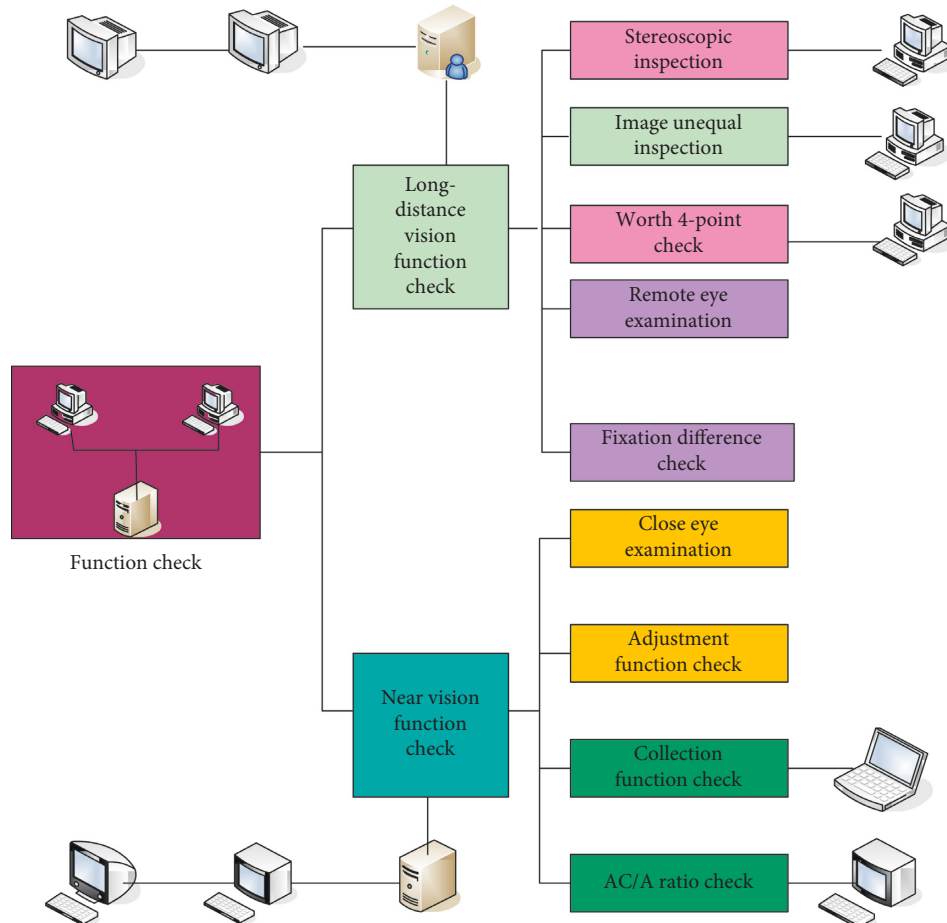 Stereoscopic
inspection
Image unequal
inspection
Long-
distance
vision
function
check
Worth 4-point
check
Remote eye
examination
Fixation difference
check
Function check
Close eye
examination
Adjustment
function check
Near vision
function
check
Collection
function check
AC/A ratio check